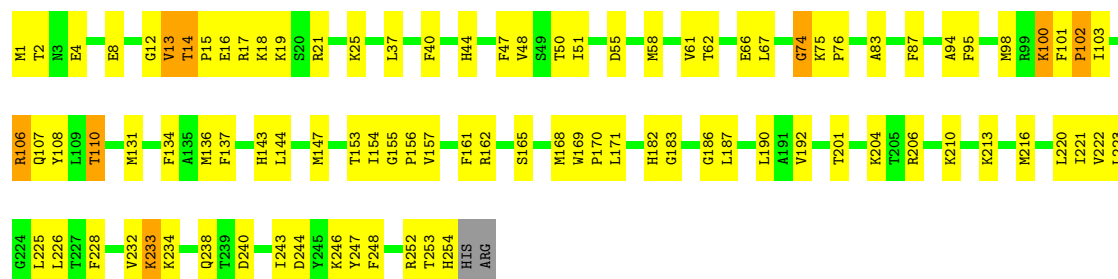 M1 T2 N3 E4 E8 G12 V13 T14 P15 E16 R17 K18 K19 S20 R21 K25 L37 F40 H44 F47 V48 S49 T50 I51 D55 M58 V61 T62 E66 L67 G74 K75 P76 A83 F87 A94 F95 M98 R99 K100 F101 P102 I103
R106 Q107 Y108 L109 T110 M131 F134 A135 M136 F137 H143 L144 M147 T153 I154 G155 P156 V157 F161 R162 S165 M168 W169 P170 L171 H182 G183 G186 L187 L190 A191 V192 T201 K204 T205 R206 K210 K213 M216 L220 I221 V222 L223
G224 L225 L226 T227 F228 V232 K233 K234 Q238 T239 D240 I243 D244 Y245 K246 Y247 F248 R252 T253 H254 HIS ARG